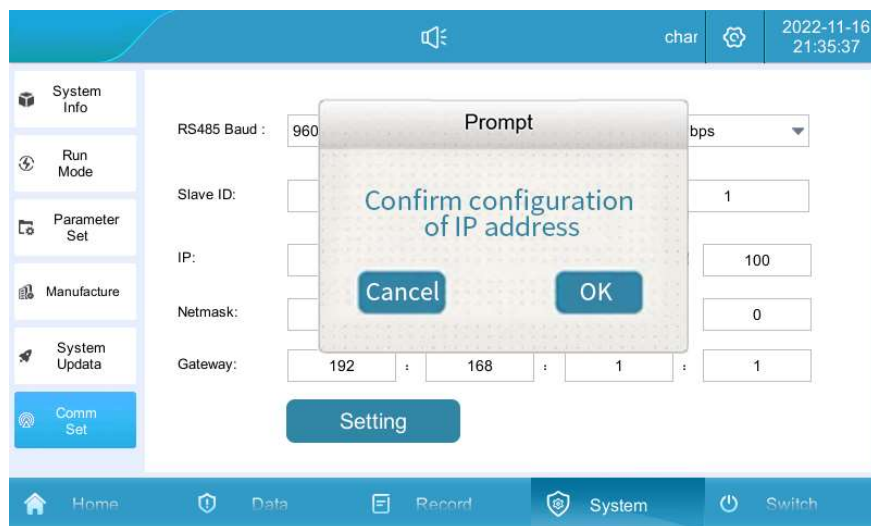 char
2022-11-16
21:35:37
System
Info
Run
Mode
Parameter
Set
Manufacture
System
Updata
Comm
Set
RS485 Baud :
960
bps
Slave ID:
1
IP:
100
Netmask:
0
Gateway:
192 : 168 : 1 : 1
Setting
Prompt
Confirm configuration
of IP address
Cancel
OK
Home
Data
Record
System
Switch